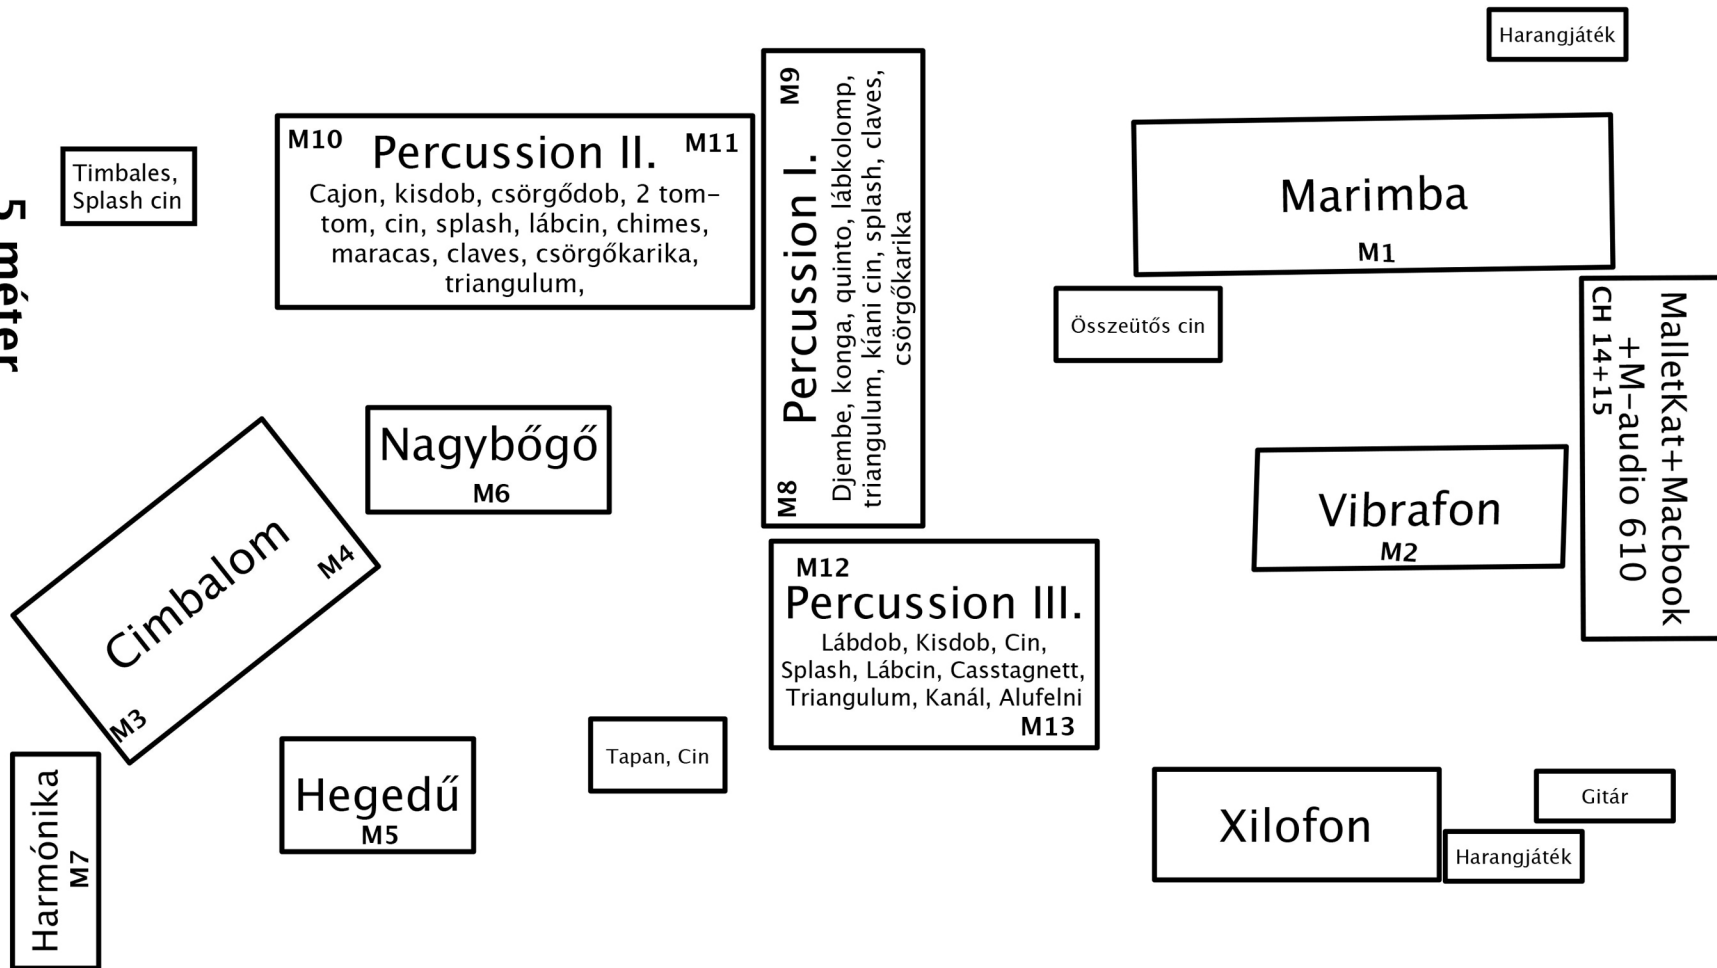 Harangjáték
M9
Percussion I.
Djembe, konga, quinto, lábkolomp,
triangulum, kíani cin, splash, claves,
csörgőkarika
M8
M10
Percussion II.
M11
Cajon, kisdob, csörgődob, 2 tom-
tom, cin, splash, lábcin, chimes,
maracas, claves, csörgőkarika,
triangulum,
Timbales,
Splash cin
5 méter
Marimba
M1
Összeütős cin
MalletKat+Macbook
+M-audio 610
CH 14+15
Nagybőgő
M6
Vibrafon
M2
Cimbalom
M4
M3
M12
Percussion III.
Lábdob, Kisdob, Cin,
Splash, Lábcin, Casstagnett,
Triangulum, Kanál, Alufelni
M13
Tapan, Cin
Hegedű
M5
Harmónika
M7
Xilofon
Gitár
Harangjáték